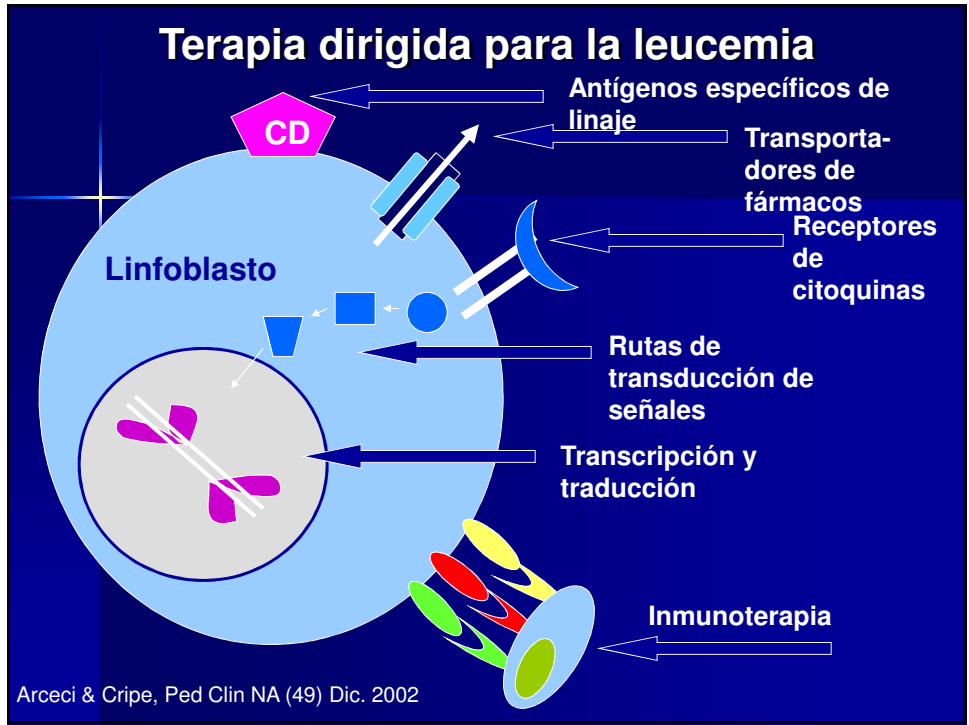 Terapia dirigida para la leucemia
Antígenos específicos de
linaje
CD
Transporta-
dores de
fármacos
Receptores
de
citoquinas
Linfoblasto
Rutas de
transducción de
señales
Transcripción y
traducción
Inmunoterapia
Arceci & Cripe, Ped Clin NA (49) Dic. 2002